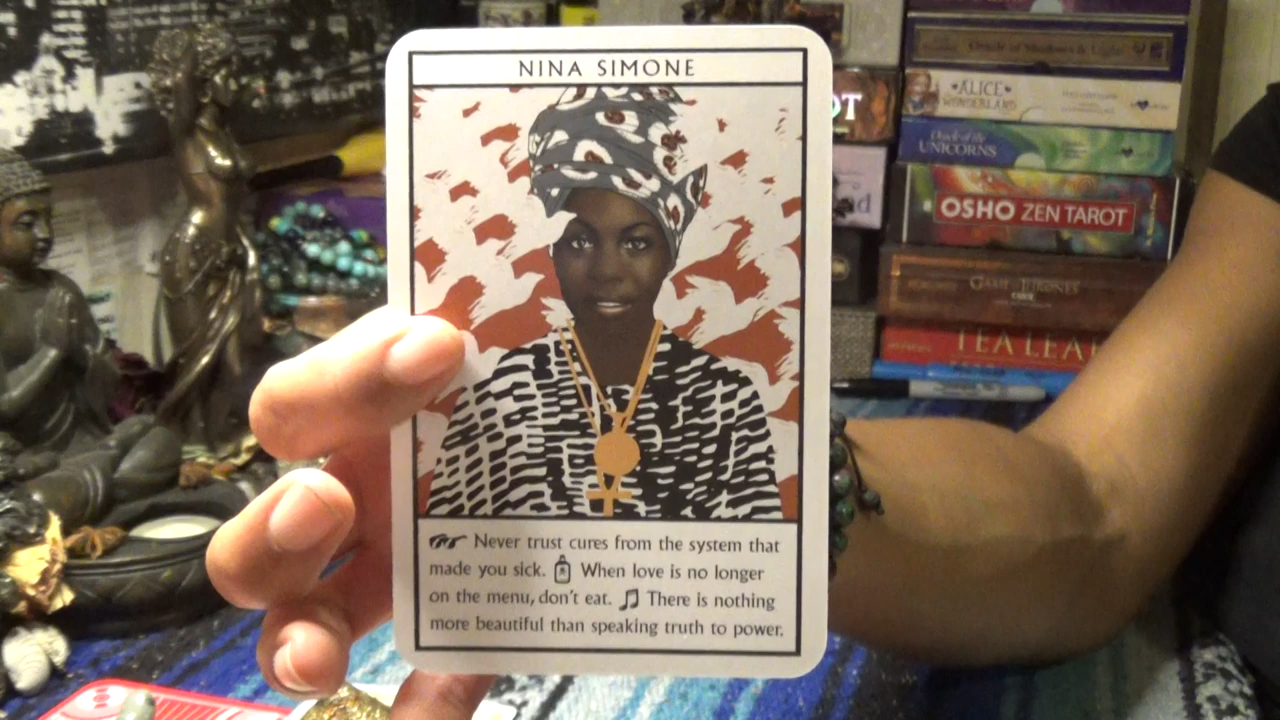 NINA SIMONE
Never trust cures from the system that
made you sick. When love is no longer
on the menu, don't eat. There is nothing
more beautiful than speaking truth to power.
Oracle of Shadows & Light
ALICE
WONDERLAND
Oracle of the
UNICORNS
OSHO ZEN TAROT
GAME OF THRONES
TEA LEAF